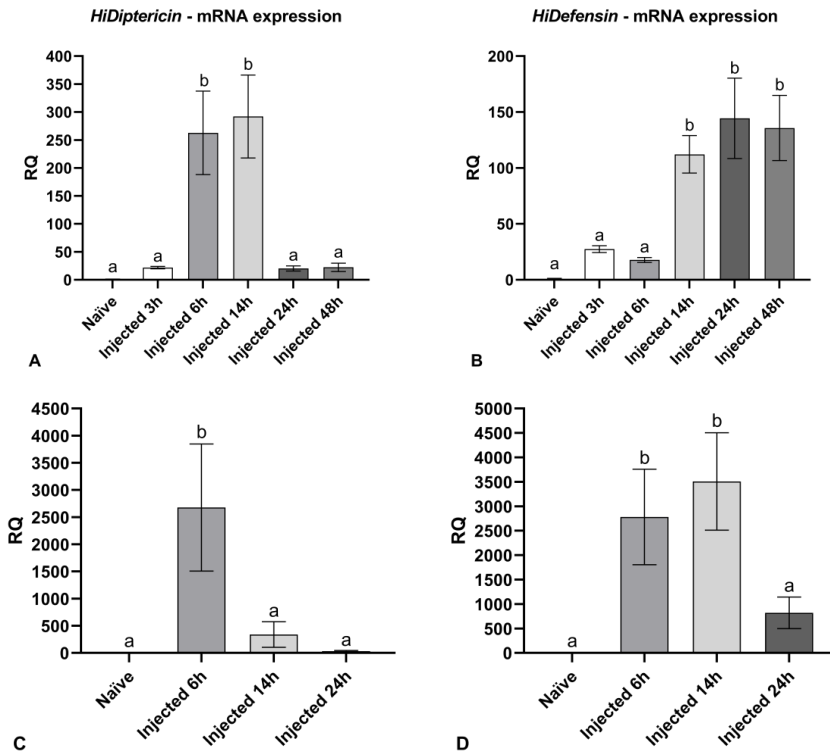 HiDiptericin - mRNA expression
HiDefensin - mRNA expression
400
350
300
250
200
150
100
50
0
RQ
a
a
b
b
a
a
Naïve
Injected 3h
Injected 6h
Injected 14h
Injected 24h
Injected 48h
A
200
150
100
50
0
RQ
a
a
a
b
b
b
Naïve
Injected 3h
Injected 6h
Injected 14h
Injected 24h
Injected 48h
B
4500
4000
3500
3000
2500
2000
1500
1000
500
0
RQ
a
b
a
a
Naïve
Injected 6h
Injected 14h
Injected 24h
C
5000
4500
4000
3500
3000
2500
2000
1500
1000
500
0
RQ
a
b
b
a
Naïve
Injected 6h
Injected 14h
Injected 24h
D